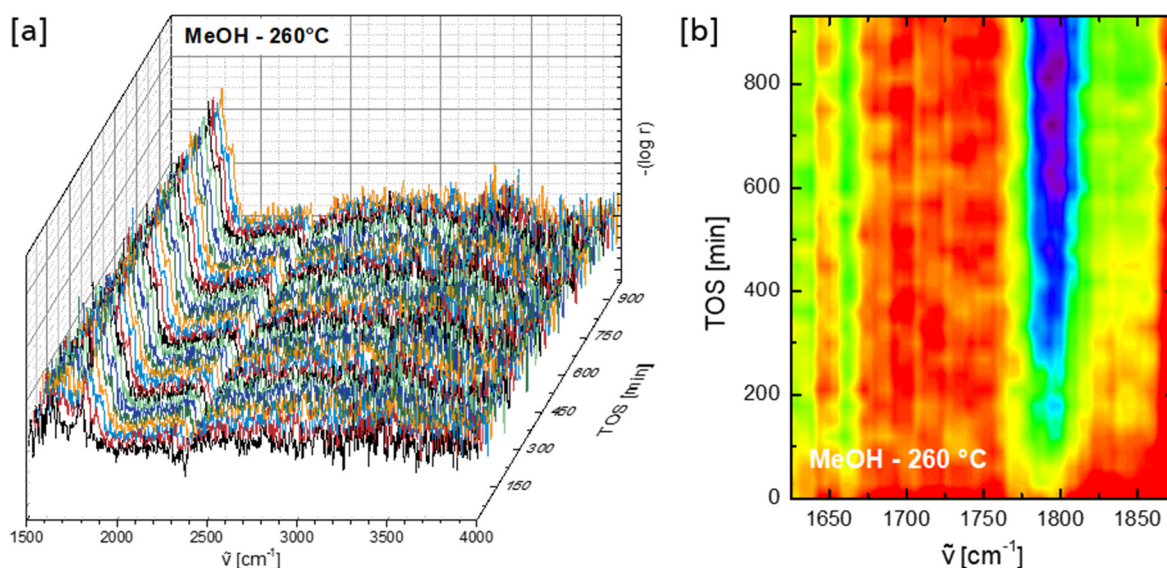 [a]
MeOH - 260°C
-(log r)
900
750
600
450
300
150
TOS [min]
1500 2000 2500 3000 3500 4000
ṽ [cm-1]
[b]
800
600
400
200
0
TOS [min]
MeOH - 260 °C
1650 1700 1750 1800 1850
ṽ [cm-1]